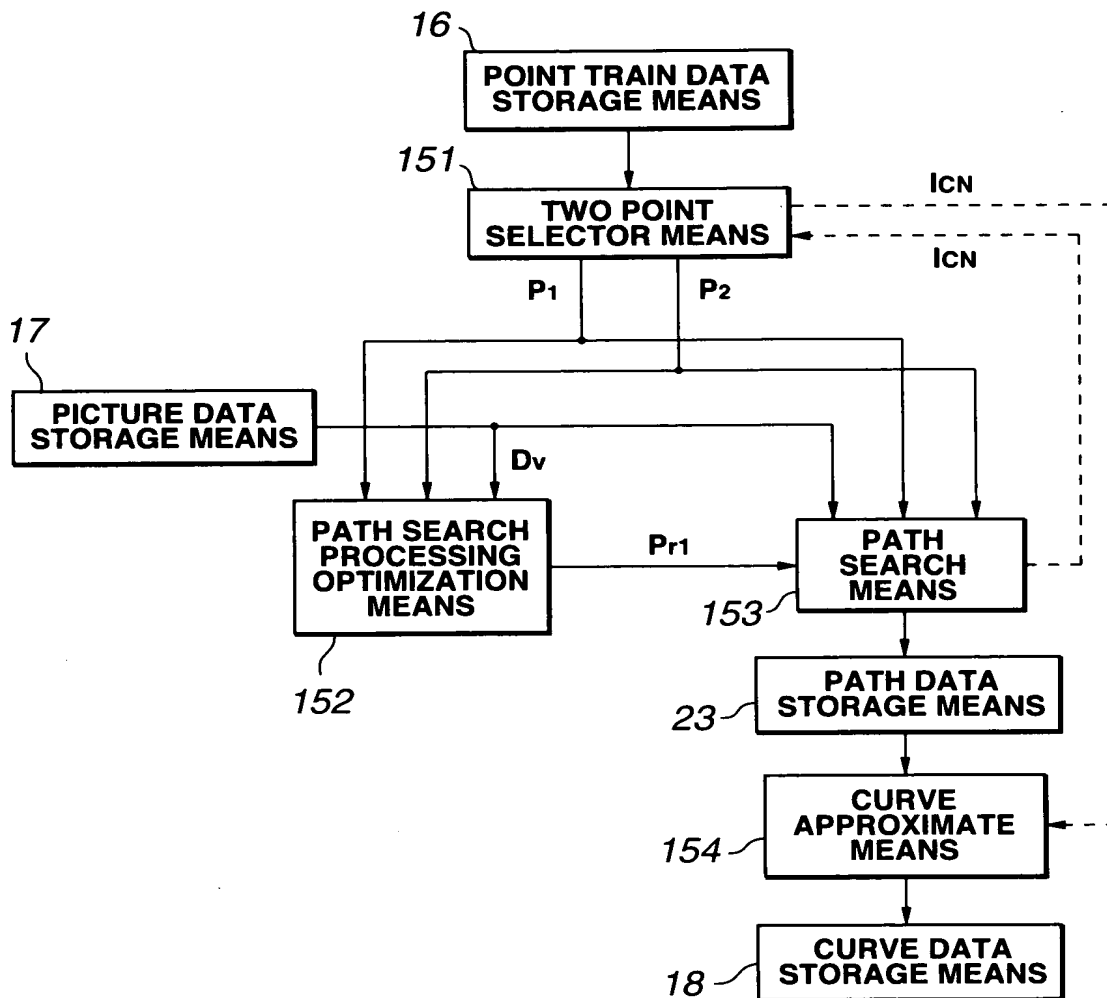 16
POINT TRAIN DATA
STORAGE MEANS
151
TWO POINT
SELECTOR MEANS
ICN
ICN
P1
P2
17
PICTURE DATA
STORAGE MEANS
Dv
PATH SEARCH
PROCESSING
OPTIMIZATION
MEANS
152
Pr1
PATH
SEARCH
MEANS
153
PATH DATA
STORAGE MEANS
23
CURVE
APPROXIMATE
MEANS
154
CURVE DATA
STORAGE MEANS
18